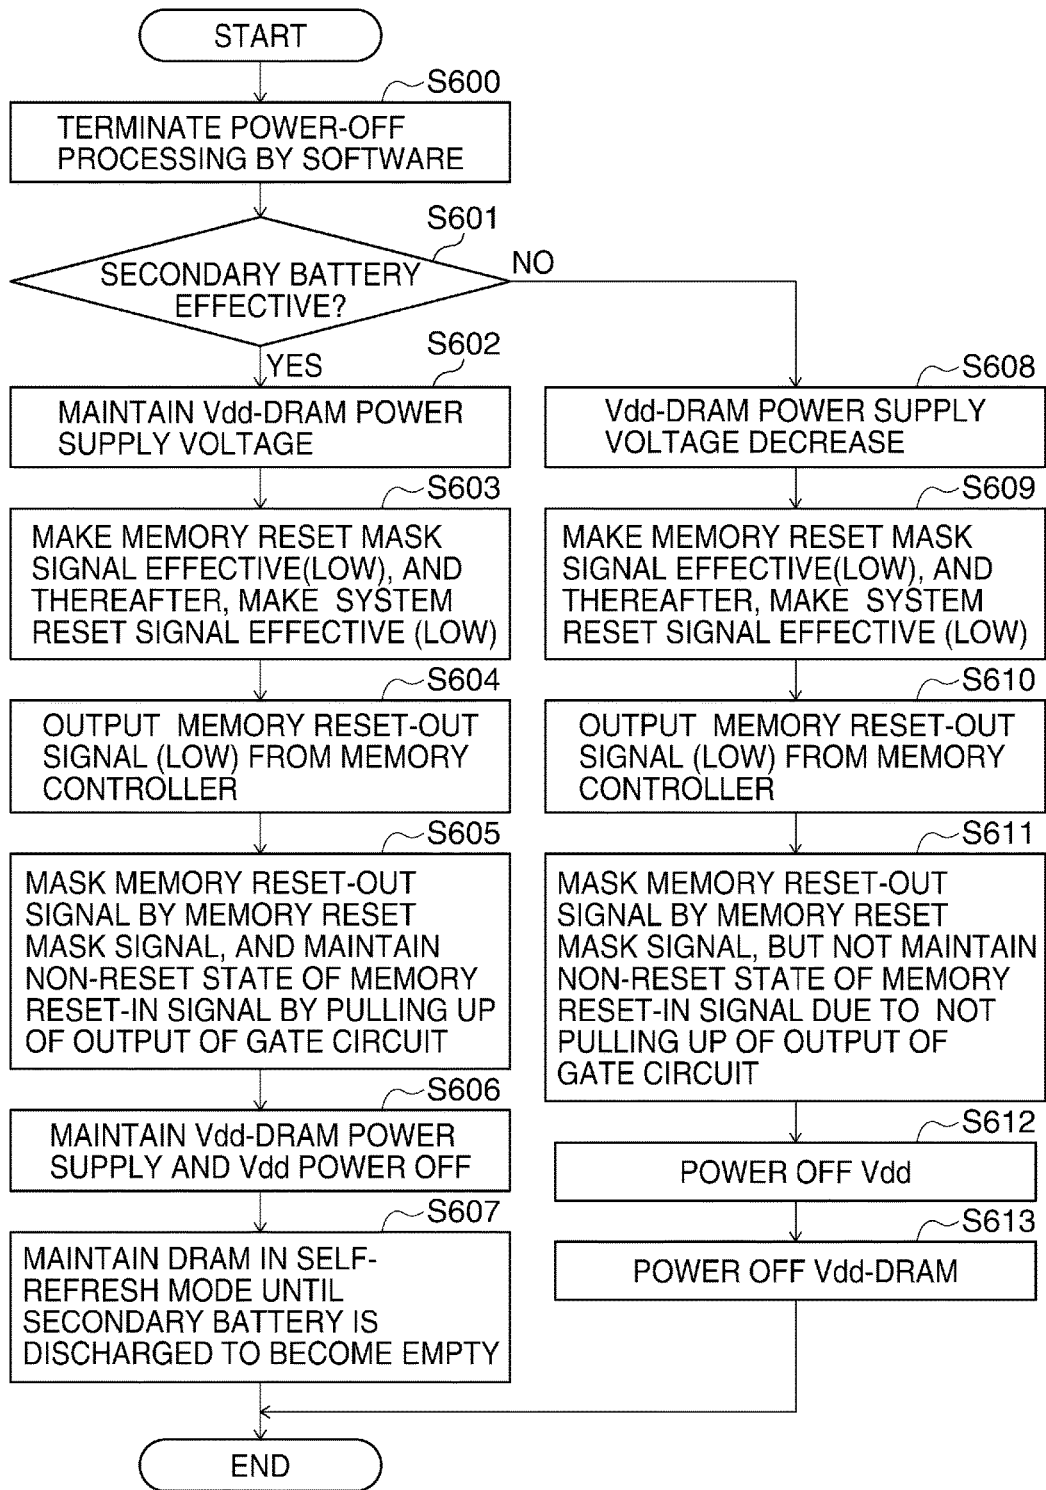 START
S600
TERMINATE POWER-OFF
PROCESSING BY SOFTWARE
S601
SECONDARY BATTERY
EFFECTIVE?
NO
YES
S602
MAINTAIN Vdd-DRAM POWER
SUPPLY VOLTAGE
S603
MAKE MEMORY RESET MASK
SIGNAL EFFECTIVE(LOW), AND
THEREAFTER, MAKE SYSTEM
RESET SIGNAL EFFECTIVE (LOW)
S604
OUTPUT MEMORY RESET-OUT
SIGNAL (LOW) FROM MEMORY
CONTROLLER
S605
MASK MEMORY RESET-OUT
SIGNAL BY MEMORY RESET
MASK SIGNAL, AND MAINTAIN
NON-RESET STATE OF MEMORY
RESET-IN SIGNAL BY PULLING UP
OF OUTPUT OF GATE CIRCUIT
S606
MAINTAIN Vdd-DRAM POWER
SUPPLY AND Vdd POWER OFF
S607
MAINTAIN DRAM IN SELF-
REFRESH MODE UNTIL
SECONDARY BATTERY IS
DISCHARGED TO BECOME EMPTY
S608
Vdd-DRAM POWER SUPPLY
VOLTAGE DECREASE
S609
MAKE MEMORY RESET MASK
SIGNAL EFFECTIVE(LOW), AND
THEREAFTER, MAKE SYSTEM
RESET SIGNAL EFFECTIVE (LOW)
S610
OUTPUT MEMORY RESET-OUT
SIGNAL (LOW) FROM MEMORY
CONTROLLER
S611
MASK MEMORY RESET-OUT
SIGNAL BY MEMORY RESET
MASK SIGNAL, BUT NOT MAINTAIN
NON-RESET STATE OF MEMORY
RESET-IN SIGNAL DUE TO NOT
PULLING UP OF OUTPUT OF
GATE CIRCUIT
S612
POWER OFF Vdd
S613
POWER OFF Vdd-DRAM
END